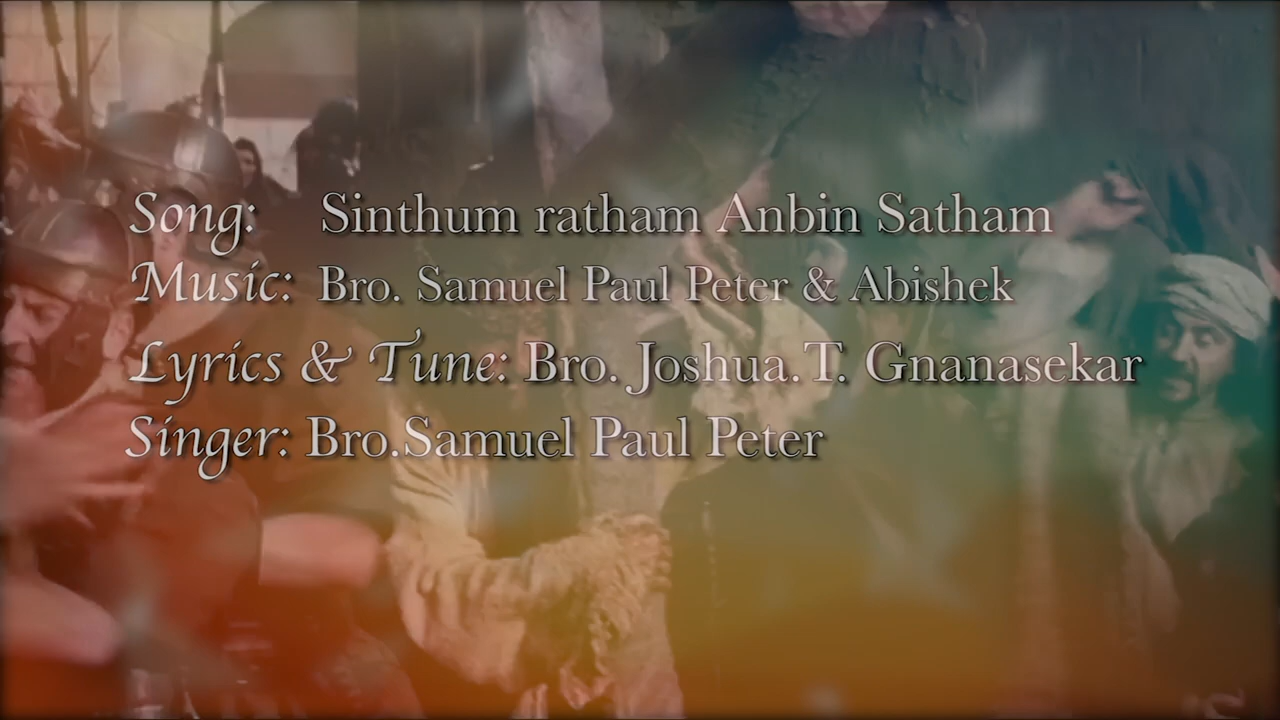 Song: Sinthum ratham Anbin Satham
Music: Bro. Samuel Paul Peter & Abishek
Lyrics & Tune: Bro. Joshua.T. Gnanasekar
Singer: Bro.Samuel Paul Peter